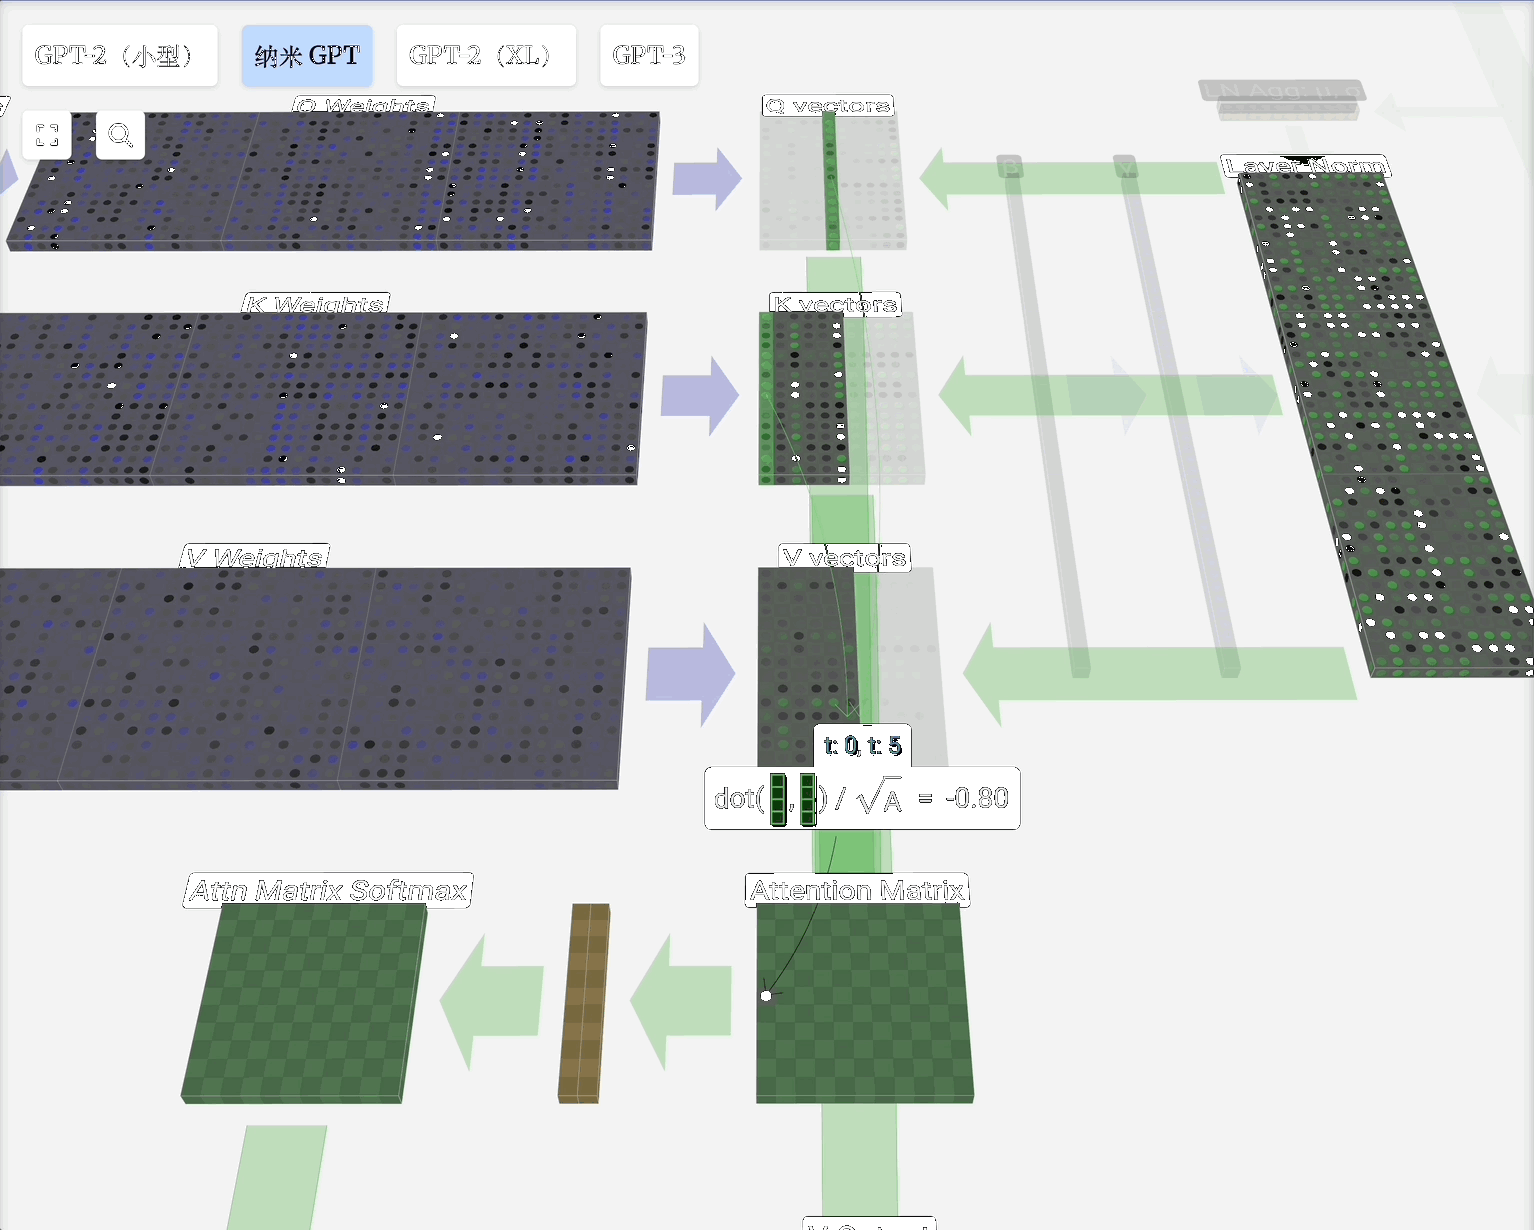 GPT-2（小型） 纳米 GPT GPT-2（XL） GPT-3
LN Agg: μ, σ
Q Weights Q vectors
Layer Norm
K Weights K vectors
V Weights V vectors
t: 0, t: 5
dot( , ) / √A = -0.80
Attn Matrix Softmax Attention Matrix
V Output